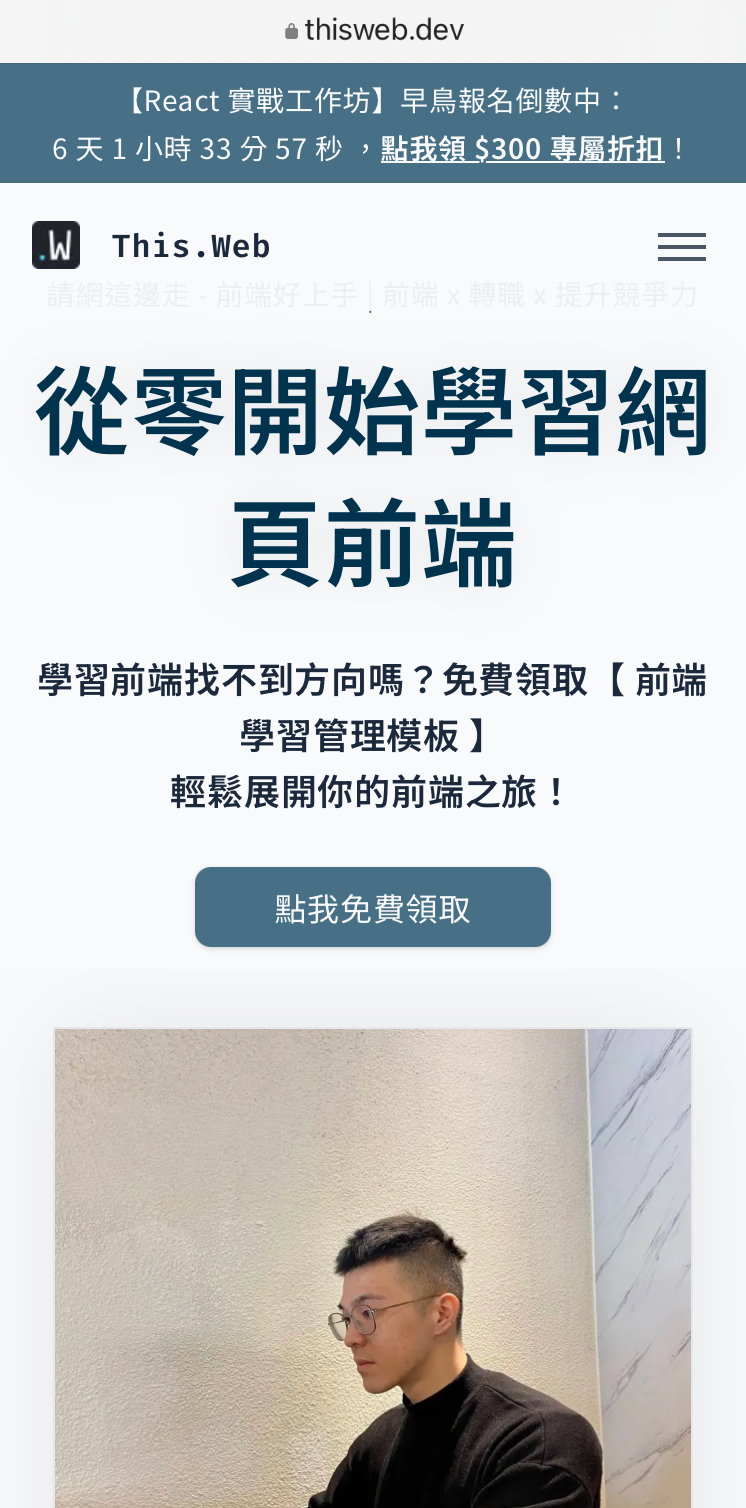 thisweb.dev
【React 實戰工作坊】早鳥報名倒數中：
6 天 1 小時 33 分 57 秒 ，點我領 $300 專屬折扣！
.W
This.Web
請網這邊走 - 前端好上手 | 前端 x 轉職 x 提升競爭力
從零開始學習網
頁前端
學習前端找不到方向嗎？免費領取【 前端
學習管理模板 】
輕鬆展開你的前端之旅！
點我免費領取